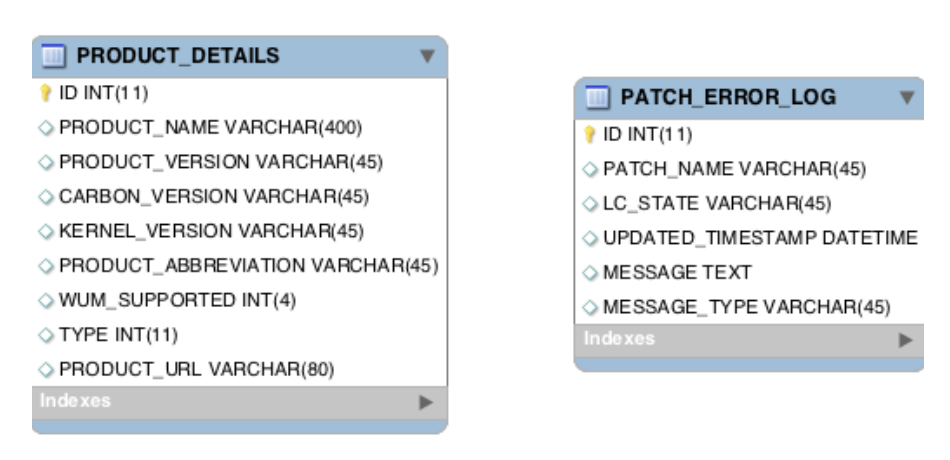 PRODUCT_DETAILS
ID INT(11)
PRODUCT_NAME VARCHAR(400)
PRODUCT_VERSION VARCHAR(45)
CARBON_VERSION VARCHAR(45)
KERNEL_VERSION VARCHAR(45)
PRODUCT_ABBREVIATION VARCHAR(45)
WUM_SUPPORTED INT(4)
TYPE INT(11)
PRODUCT_URL VARCHAR(80)
Indexes
PATCH_ERROR_LOG
ID INT(11)
PATCH_NAME VARCHAR(45)
LC_STATE VARCHAR(45)
UPDATED_TIMESTAMP DATETIME
MESSAGE TEXT
MESSAGE_TYPE VARCHAR(45)
Indexes